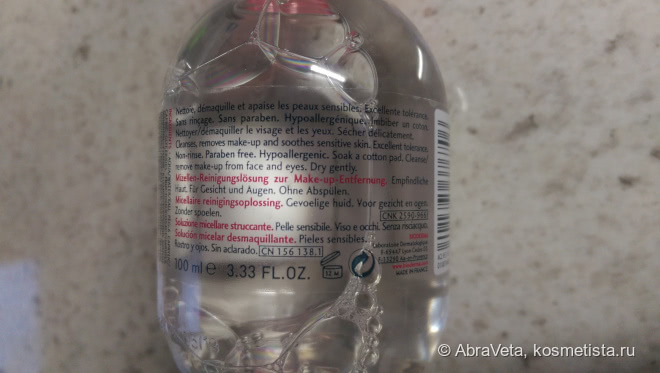 Nettoie, démaquille et apaise les peaux sensibles. Excellente tolérance.
Sans rinçage. Sans paraben. Hypoallergénique. Imbiber un coton.
Nettoyer/démaquiller le visage et les yeux. Sécher délicatement.
Cleanses, removes make-up and soothes sensitive skin. Excellent tolerance.
Non-rinse. Paraben free. Hypoallergenic. Soak a cotton pad. Cleanse/
remove make-up from face and eyes. Dry gently.
Mizellen-Reinigungslösung zur Make-up-Entfernung. Empfindliche
Haut. Für Gesicht und Augen. Ohne Abspülen.
Micellaire reinigingsoplossing. Gevoelige huid. Voor gezicht en ogen.
Zonder spoelen. CNK 2590-968
Soluzione micellare struccante. Pelle sensibile. Viso e occhi. Senza risciacquo.
Solución micelar desmaquillante. Pieles sensibles.
Rostro y ojos. Sin aclarado. CN 156 138.1
Laboratoire Dermatologique
MADE IN FRANCE
100 ml e 3.33 FL.OZ. 12 M
© AbraVeta, kosmetista.ru